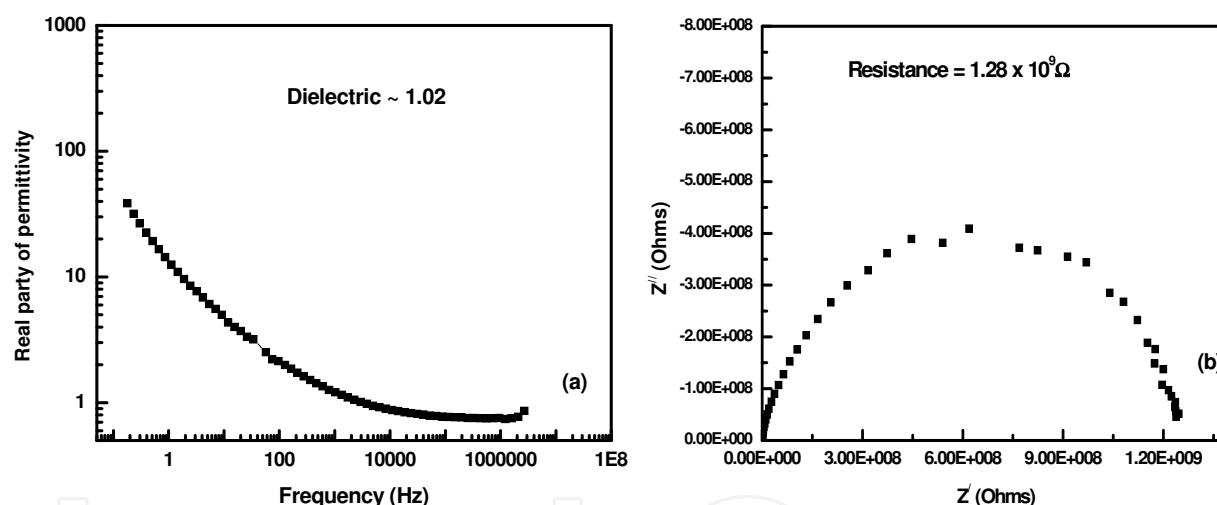 1000
100
10
1
Real party of permittivity
Dielectric ~ 1.02
(a)
1 100 10000 1000000 1E8
Frequency (Hz)
-8.00E+008
-7.00E+008
-6.00E+008
-5.00E+008
-4.00E+008
-3.00E+008
-2.00E+008
-1.00E+008
0.00E+000
Z// (Ohms)
Resistance = 1.28 x 10⁹Ω
(b)
0.00E+000 3.00E+008 6.00E+008 9.00E+008 1.20E+009
Z/ (Ohms)